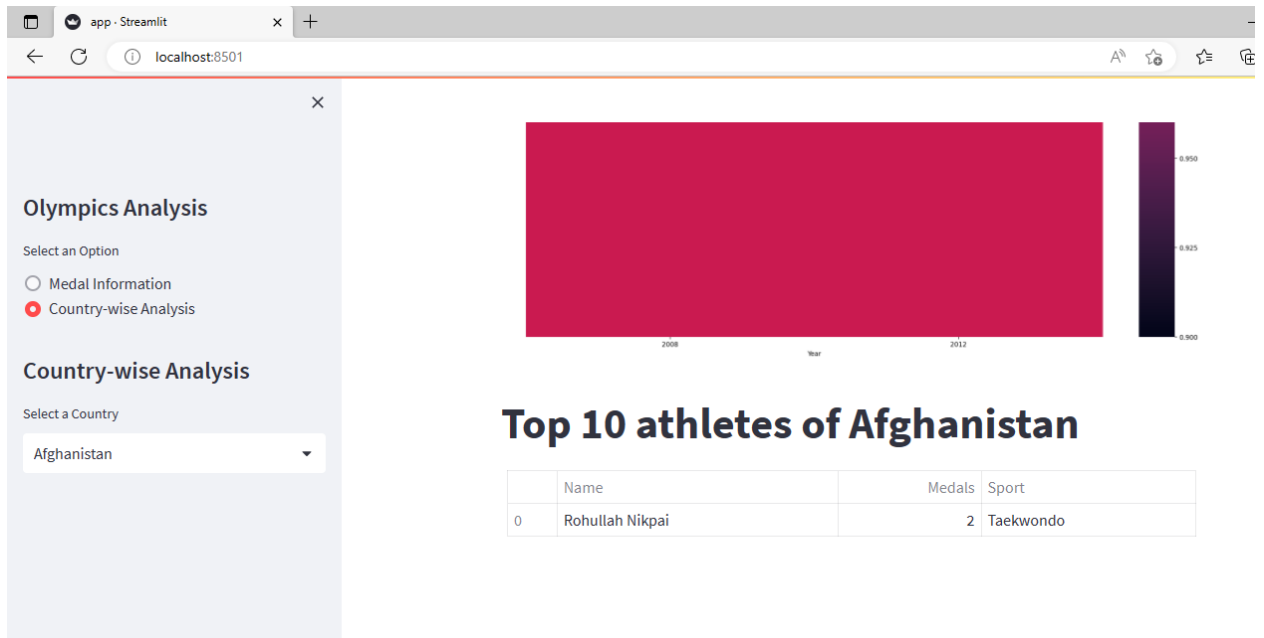 app · Streamlit
localhost:8501
Olympics Analysis
Select an Option
Medal Information
Country-wise Analysis
Country-wise Analysis
Select a Country
Afghanistan
0.950
0.925
0.900
2008 2012
Year
Top 10 athletes of Afghanistan
Name Medals Sport
0 Rohullah Nikpai 2 Taekwondo